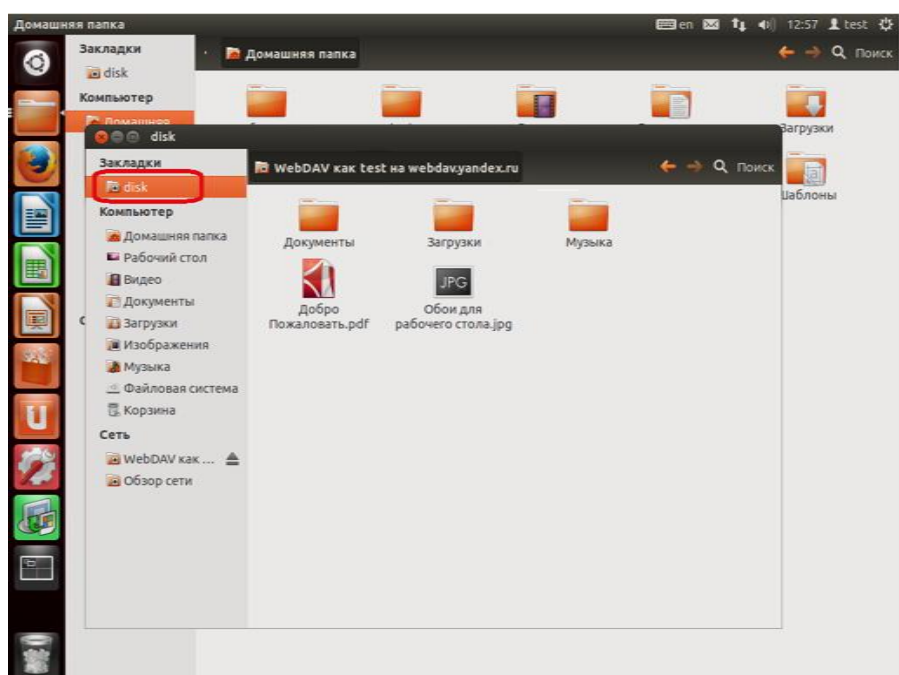 Домашняя папка
en
12:57
test
Закладки
disk
Компьютер
Домашняя
Домашняя папка
Поиск
Загрузки
Шаблоны
disk
Закладки
disk
Компьютер
Домашняя папка
Рабочий стол
Видео
Документы
Загрузки
Изображения
Музыка
Файловая система
Корзина
Сеть
WebDAV как ...
Обзор сети
WebDAV как test на webdav.yandex.ru
Поиск
Документы
Загрузки
Музыка
Добро
Пожаловать.pdf
JPG
Обои для
рабочего стола.jpg